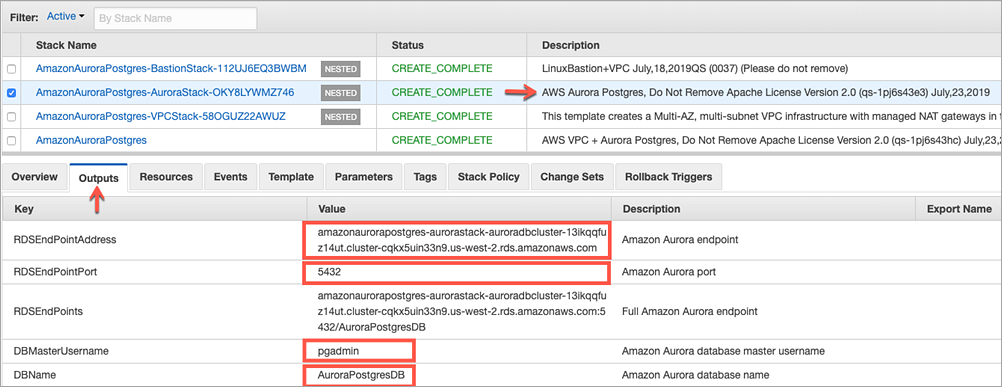 Filter: Active By Stack Name
Stack Name Status Description
AmazonAuroraPostgres-BastionStack-112UJ6EQ3BWBM NESTED CREATE_COMPLETE LinuxBastion+VPC July,18,2019QS (0037) (Please do not remove)
AmazonAuroraPostgres-AuroraStack-OKY8LYWMZ746 NESTED CREATE_COMPLETE AWS Aurora Postgres, Do Not Remove Apache License Version 2.0 (qs-1pj6s43e3) July,23,2019
AmazonAuroraPostgres-VPCStack-58OGUZ22AWUZ NESTED CREATE_COMPLETE This template creates a Multi-AZ, multi-subnet VPC infrastructure with managed NAT gateways in t
AmazonAuroraPostgres CREATE_COMPLETE AWS VPC + Aurora Postgres, Do Not Remove Apache License Version 2.0 (qs-1pj6s43hc) July,23,2
Overview Outputs Resources Events Template Parameters Tags Stack Policy Change Sets Rollback Triggers
Key Value Description Export Name
RDSEndPointAddress amazonaurorapostgres-aurorastack-auroradbcluster-13ikqqfu
z14ut.cluster-cqkx5uin33n9.us-west-2.rds.amazonaws.com Amazon Aurora endpoint
RDSEndPointPort 5432 Amazon Aurora port
RDSEndPoints amazonaurorapostgres-aurorastack-auroradbcluster-13ikqqfu
z14ut.cluster-cqkx5uin33n9.us-west-2.rds.amazonaws.com:5
432/AuroraPostgresDB Full Amazon Aurora endpoint
DBMasterUsername pgadmin Amazon Aurora database master username
DBName AuroraPostgresDB Amazon Aurora database name